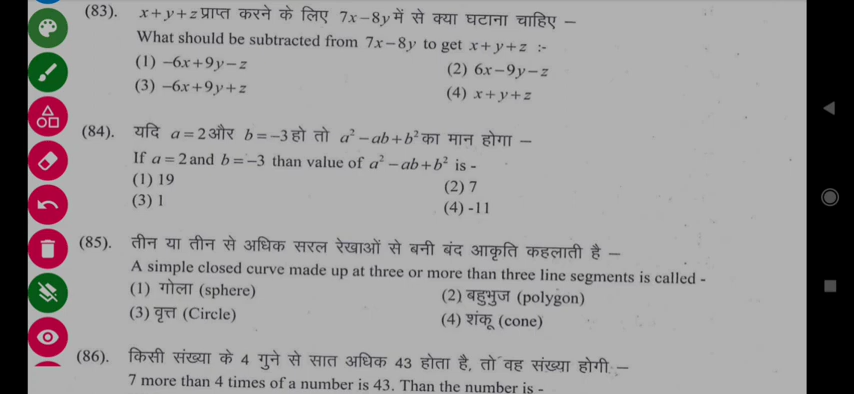 (83). x+y+z प्राप्त करने के लिए 7x−8y में से क्या घटाना चाहिए −
What should be subtracted from 7x−8y to get x+y+z :-
(1) −6x+9y−z (2) 6x−9y−z
(3) −6x+9y+z (4) x+y+z
(84). यदि a=2 और b=−3 हो तो a²−ab+b² का मान होगा −
If a=2 and b=−3 than value of a²−ab+b² is -
(1) 19 (2) 7
(3) 1 (4) -11
(85). तीन या तीन से अधिक सरल रेखाओं से बनी बंद आकृति कहलाती है −
A simple closed curve made up at three or more than three line segments is called -
(1) गोला (sphere) (2) बहुभुज (polygon)
(3) वृत्त (Circle) (4) शंकू (cone)
(86). किसी संख्या के 4 गुने से सात अधिक 43 होता है, तो वह संख्या होगी −
7 more than 4 times of a number is 43. Than the number is -